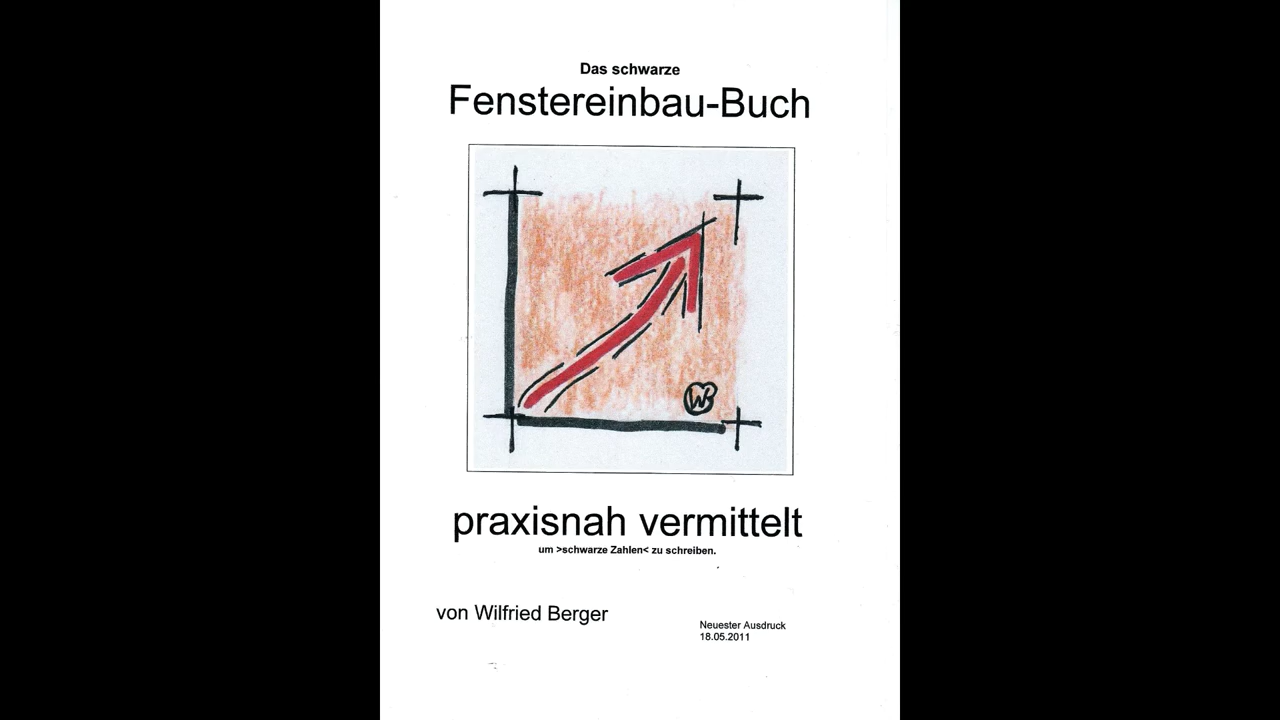 Das schwarze
Fenstereinbau-Buch
WB
praxisnah vermittelt
um >schwarze Zahlen< zu schreiben.
von Wilfried Berger
Neuester Ausdruck
18.05.2011